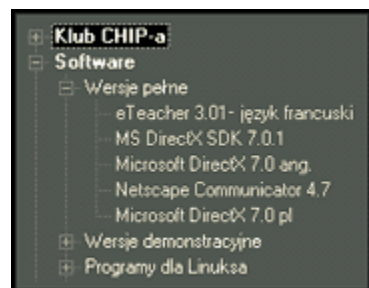 Klub CHIP-a
Software
Wersje pełne
eTeacher 3.01- język francuski
MS DirectX SDK 7.0.1
Microsoft DirectX 7.0 ang.
Netscape Communicator 4.7
Microsoft DirectX 7.0 pl
Wersje demonstracyjne
Programy dla Linuksa